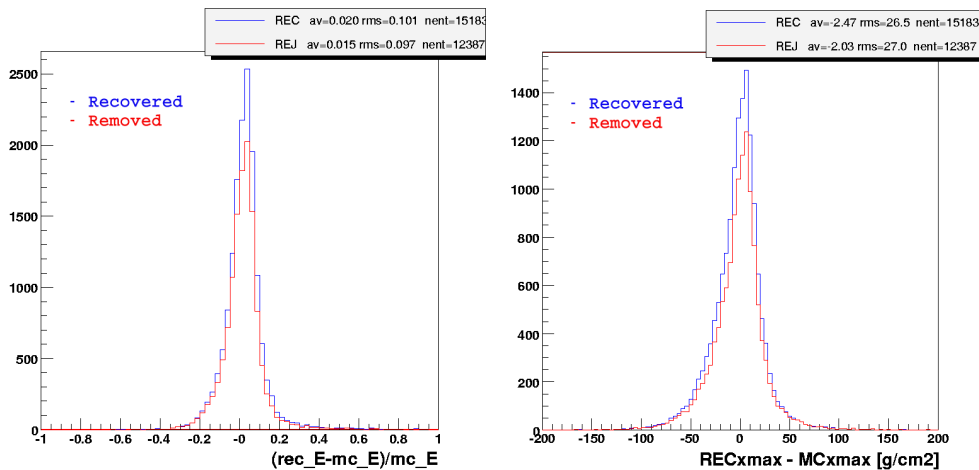 REC av=0.020 rms=0.101 nent=15183
REJ av=0.015 rms=0.097 nent=12387
- Recovered
- Removed
2500
2000
1500
1000
500
0
-1 -0.8 -0.6 -0.4 -0.2 -0 0.2 0.4 0.6 0.8 1
(rec_E-mc_E)/mc_E
REC av=-2.47 rms=26.5 nent=15183
REJ av=-2.03 rms=27.0 nent=12387
- Recovered
- Removed
1400
1200
1000
800
600
400
200
0
-200 -150 -100 -50 0 50 100 150 200
RECxmax - MCxmax [g/cm2]